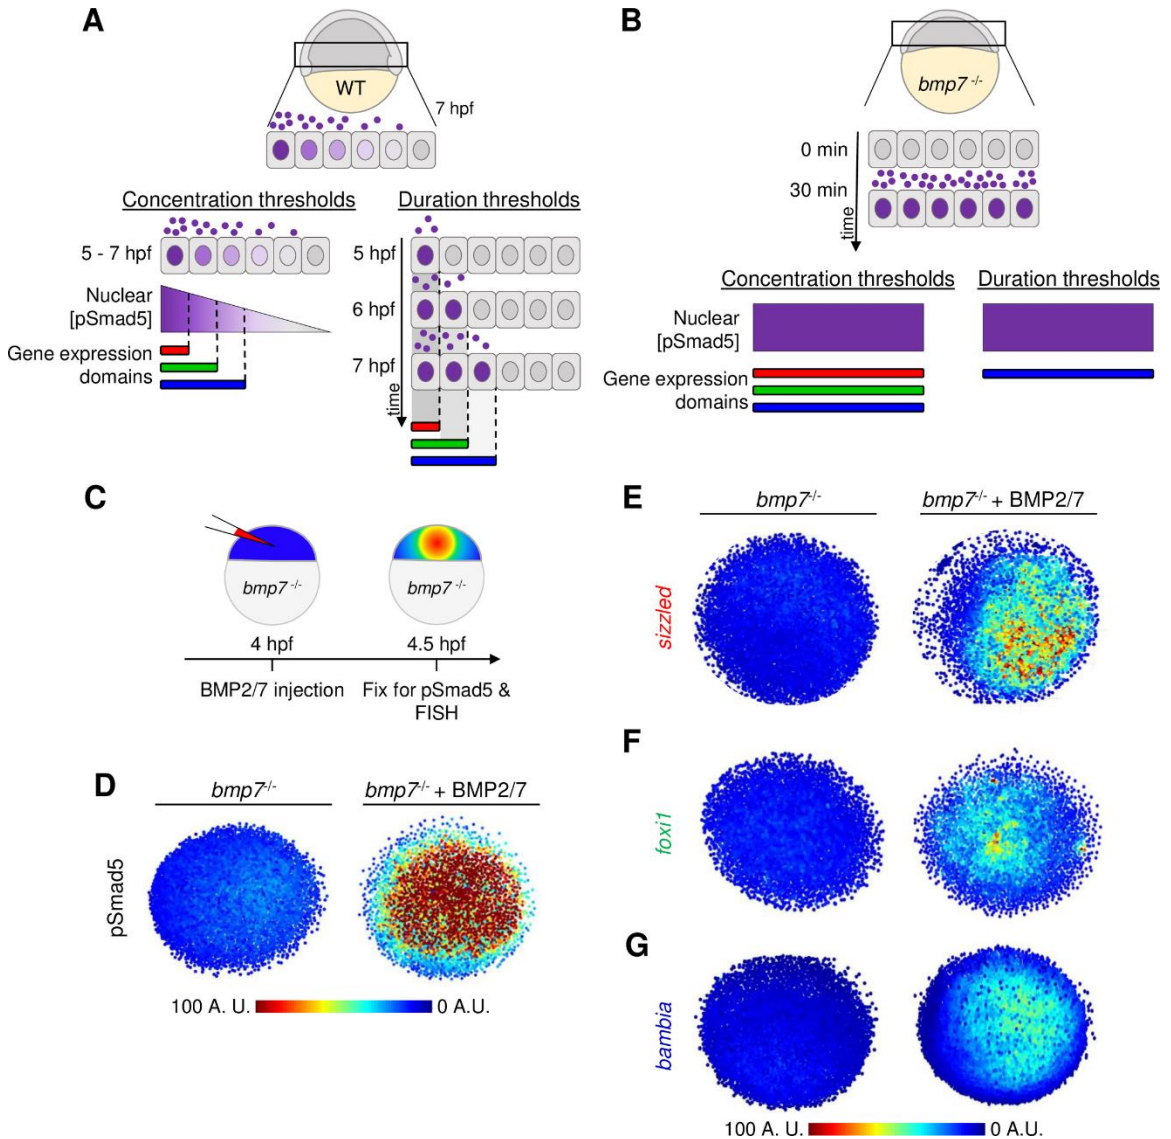 A
WT
7 hpf
Concentration thresholds
5 - 7 hpf
Nuclear
[pSmad5]
Gene expression
domains
Duration thresholds
5 hpf
6 hpf
7 hpf
time
B
bmp7 -/-
0 min
30 min
time
Concentration thresholds
Duration thresholds
Nuclear
[pSmad5]
Gene expression
domains
C
bmp7 -/-
bmp7 -/-
4 hpf
4.5 hpf
BMP2/7 injection
Fix for pSmad5 &
FISH
D
bmp7-/-
bmp7-/- + BMP2/7
pSmad5
100 A. U.
0 A.U.
E
bmp7-/-
bmp7-/- + BMP2/7
sizzled
F
foxi1
G
bambia
100 A. U.
0 A.U.